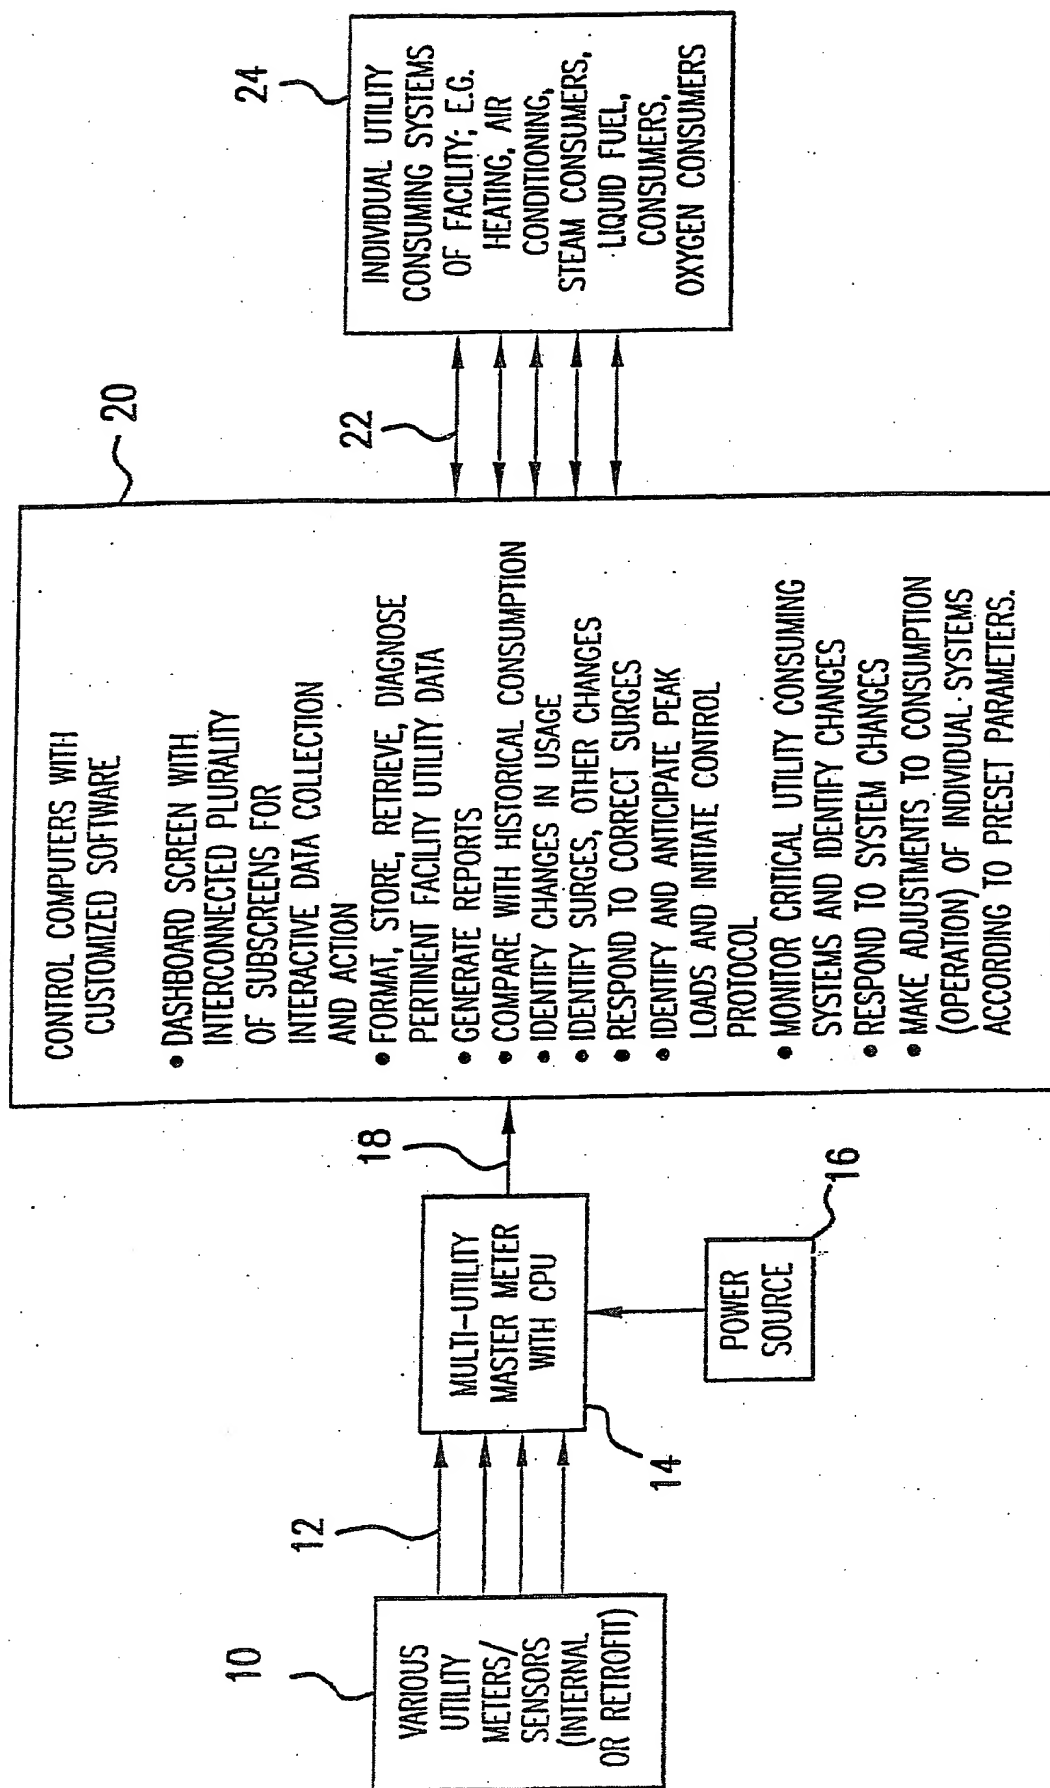 10
VARIOUS
UTILITY
METERS/
SENSORS
(INTERNAL
OR RETROFIT)
12
MULTI-UTILITY
MASTER METER
WITH CPU
14
POWER
SOURCE
16
18
CONTROL COMPUTERS WITH
CUSTOMIZED SOFTWARE
• DASHBOARD SCREEN WITH
INTERCONNECTED PLURALITY
OF SUBSCREENS FOR
INTERACTIVE DATA COLLECTION
AND ACTION
• FORMAT, STORE, RETRIEVE, DIAGNOSE
PERTINENT FACILITY UTILITY DATA
• GENERATE REPORTS
• COMPARE WITH HISTORICAL CONSUMPTION
• IDENTIFY CHANGES IN USAGE
• IDENTIFY SURGES, OTHER CHANGES
• RESPOND TO CORRECT SURGES
• IDENTIFY AND ANTICIPATE PEAK
LOADS AND INITIATE CONTROL
PROTOCOL
• MONITOR CRITICAL UTILITY CONSUMING
SYSTEMS AND IDENTIFY CHANGES
• RESPOND TO SYSTEM CHANGES
• MAKE ADJUSTMENTS TO CONSUMPTION
(OPERATION) OF INDIVIDUAL SYSTEMS
ACCORDING TO PRESET PARAMETERS.
20
22
24
INDIVIDUAL UTILITY
CONSUMING SYSTEMS
OF FACILITY; E.G.
HEATING, AIR
CONDITIONING,
STEAM CONSUMERS,
LIQUID FUEL,
CONSUMERS,
OXYGEN CONSUMERS